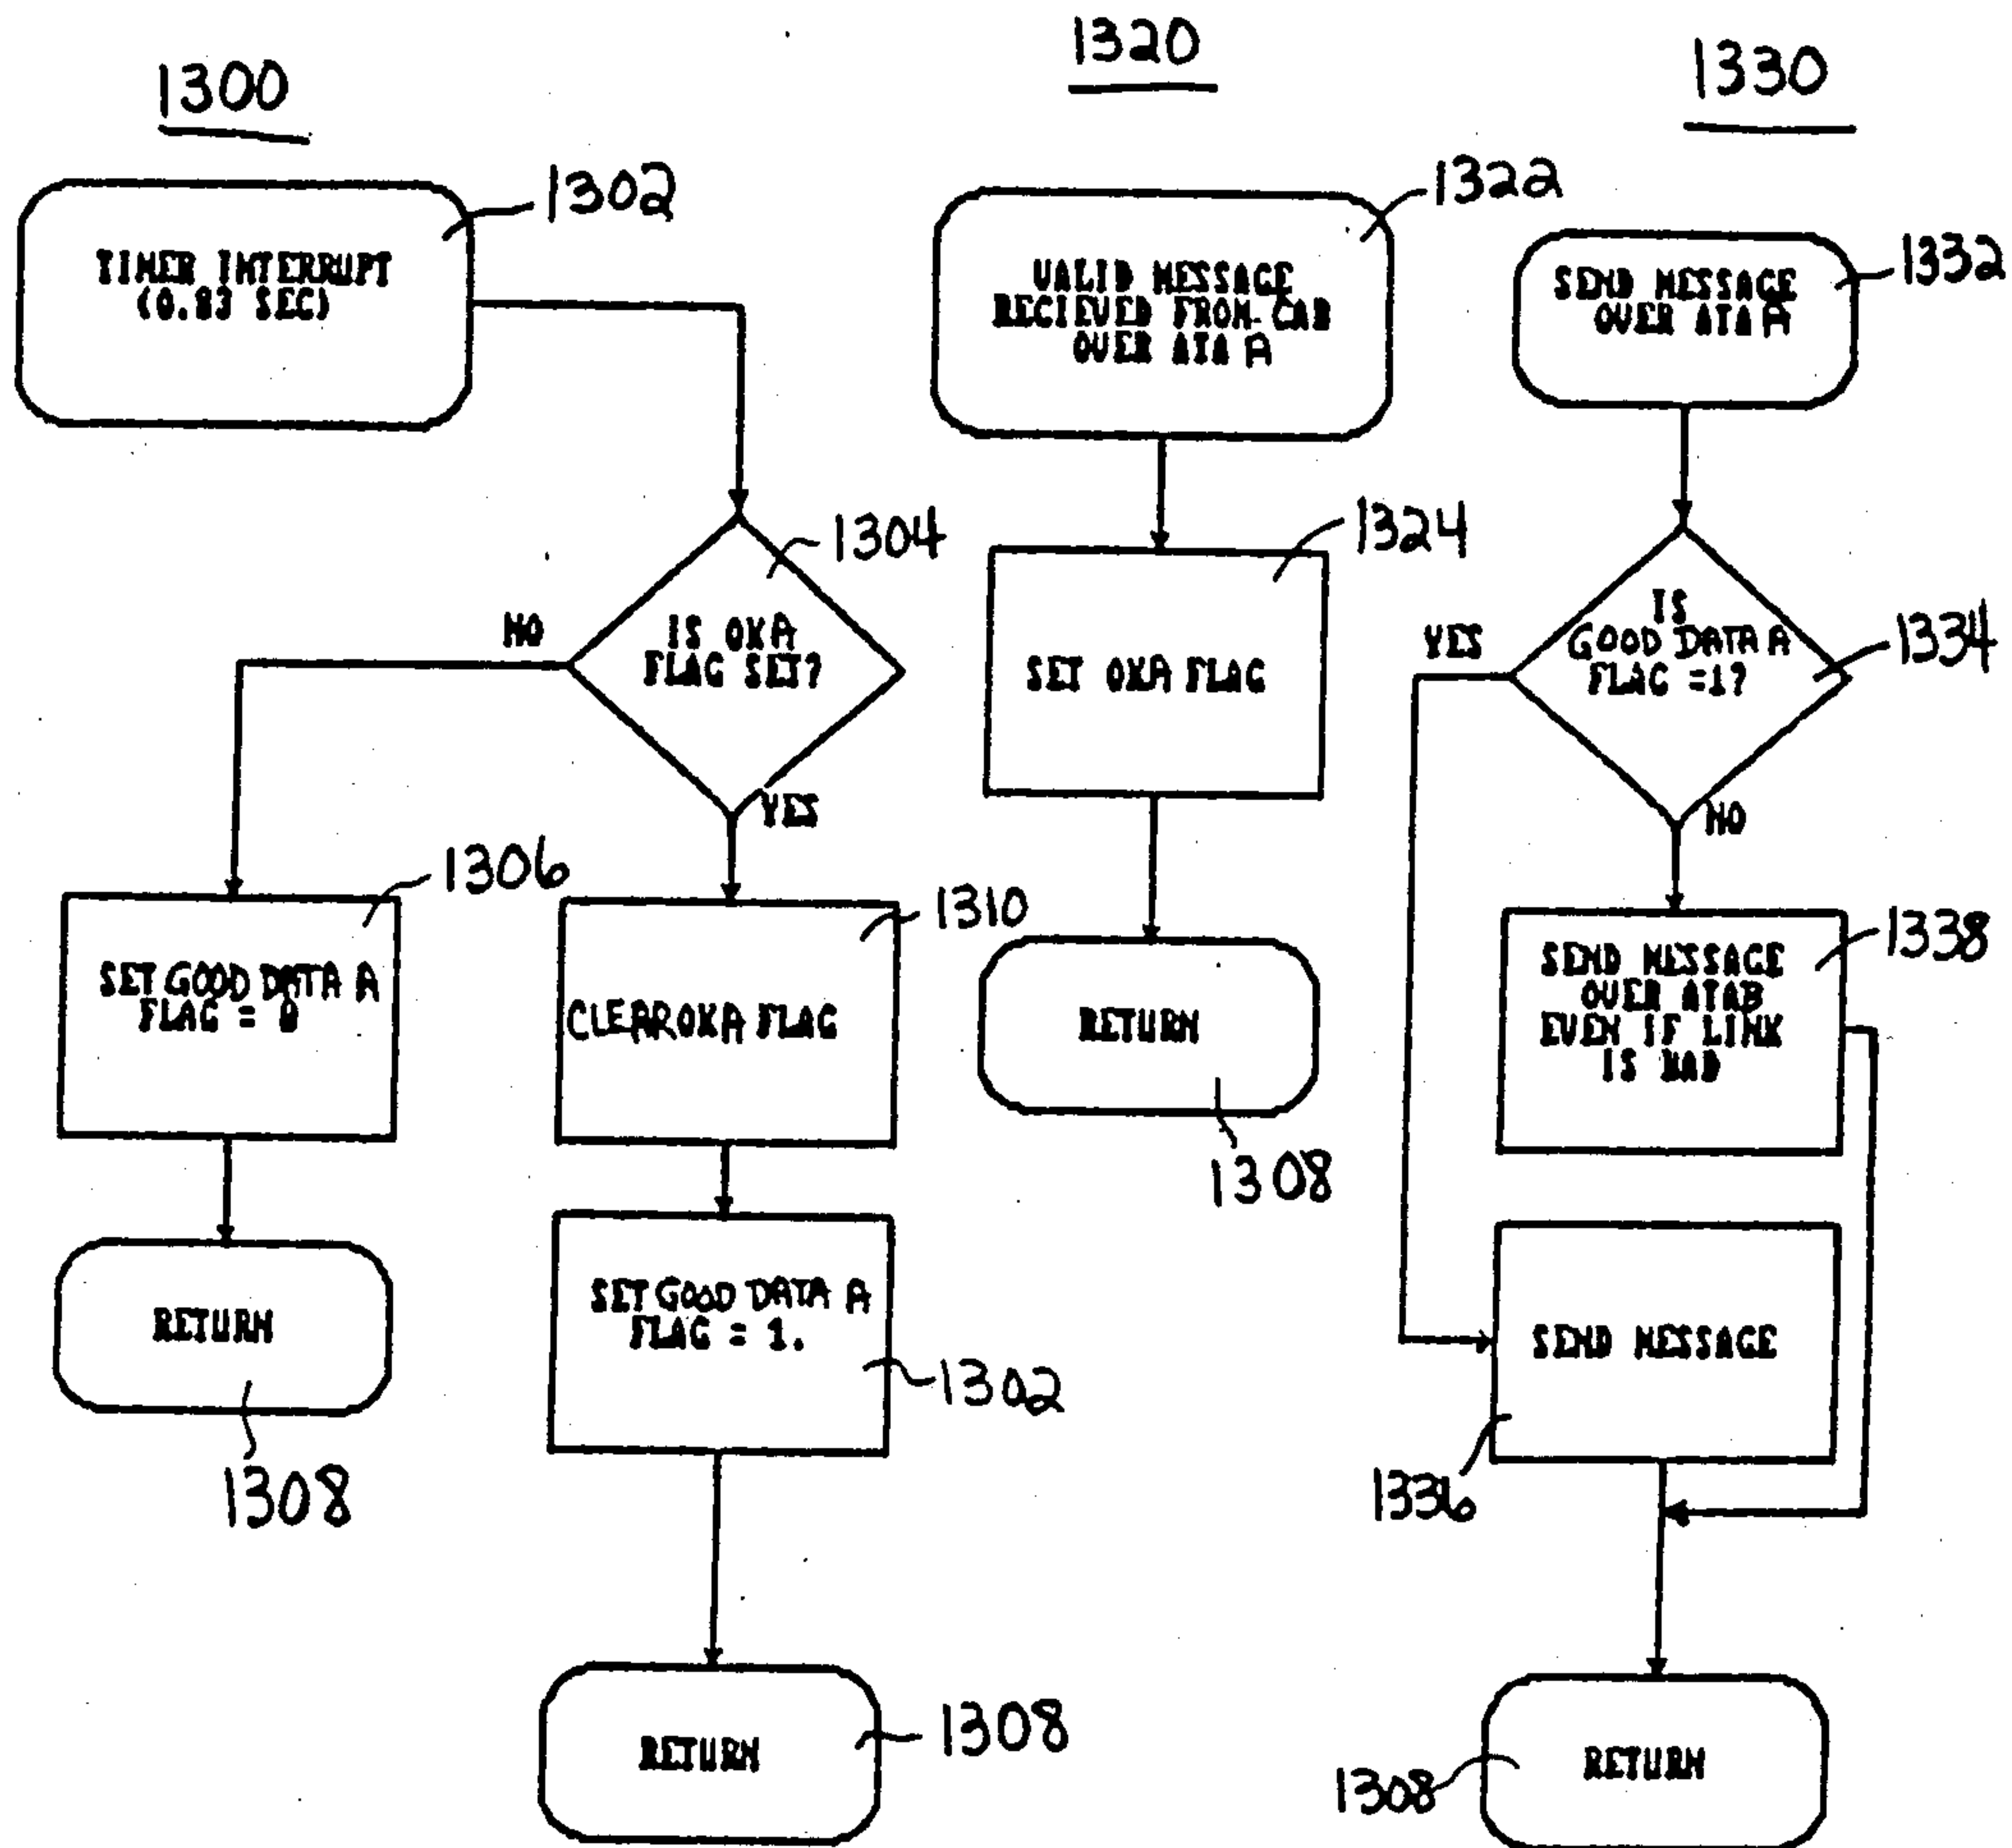 1300
1320
1330
1302
TIMER INTERRUPT
(0.83 SEC)
1322
VALID MESSAGE
RECIEVED FROM CAB
OVER ATA A
1332
SEND MESSAGE
OVER ATA A
1304
IS OKA
FLAG SET?
NO
YES
1324
SET OKA FLAG
1334
IS
GOOD DATA A
FLAG =1?
YES
NO
1306
SET GOOD DATA A
FLAG = 0
1310
CLEAR OKA FLAG
RETURN
1308
1338
SEND MESSAGE
OVER ATAB
EVEN IF LINK
IS BAD
RETURN
1308
SET GOOD DATA A
FLAG = 1.
1302
SEND MESSAGE
1336
RETURN
1308
RETURN
1308